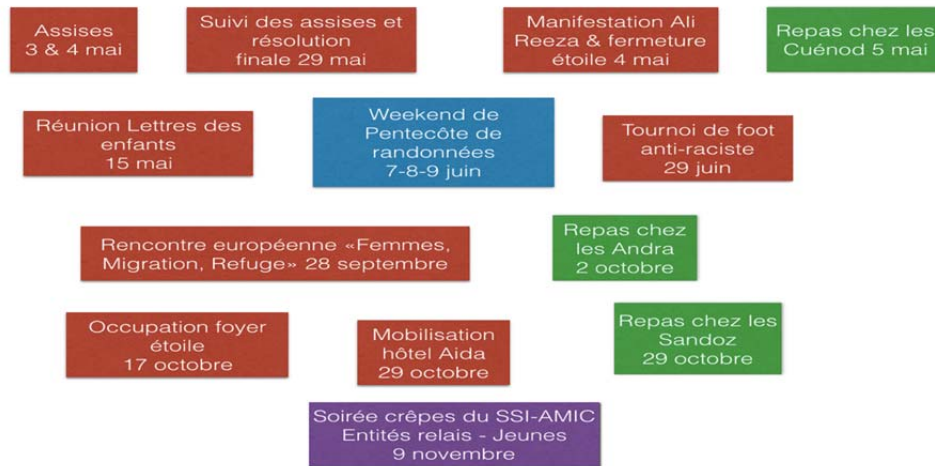 Assises
3 & 4 mai
Suivi des assises et
résolution
finale 29 mai
Manifestation Ali
Reeza & fermeture
étoile 4 mai
Repas chez les
Cuénod 5 mai
Réunion Lettres des
enfants
15 mai
Weekend de
Pentecôte de
randonnées
7-8-9 juin
Tournoi de foot
anti-raciste
29 juin
Rencontre européenne «Femmes,
Migration, Refuge» 28 septembre
Repas chez
les Andra
2 octobre
Occupation foyer
étoile
17 octobre
Mobilisation
hôtel Aida
29 octobre
Repas chez les
Sandoz
29 octobre
Soirée crêpes du SSI-AMIC
Entités relais - Jeunes
9 novembre